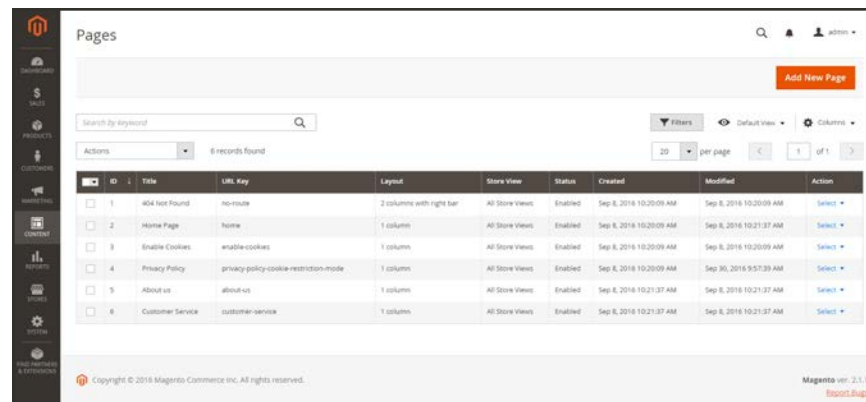 Pages
admin
DASHBOARD
SALES
PRODUCTS
CUSTOMERS
MARKETING
CONTENT
REPORTS
STORES
SYSTEM
FIND PARTNERS
& EXTENSIONS
Add New Page
Search by keyword
Filters Default View Columns
Actions 6 records found 20 per page 1 of 1
ID Title URL Key Layout Store View Status Created Modified Action
1 404 Not Found no-route 2 columns with right bar All Store Views Enabled Sep 8, 2016 10:20:09 AM Sep 8, 2016 10:20:09 AM Select
2 Home Page home 1 column All Store Views Enabled Sep 8, 2016 10:20:09 AM Sep 8, 2016 10:21:37 AM Select
3 Enable Cookies enable-cookies 1 column All Store Views Enabled Sep 8, 2016 10:20:09 AM Sep 8, 2016 10:20:09 AM Select
4 Privacy Policy privacy-policy-cookie-restriction-mode 1 column All Store Views Enabled Sep 8, 2016 10:20:09 AM Sep 30, 2016 9:57:39 AM Select
5 About us about-us 1 column All Store Views Enabled Sep 8, 2016 10:21:37 AM Sep 8, 2016 10:21:37 AM Select
6 Customer Service customer-service 1 column All Store Views Enabled Sep 8, 2016 10:21:37 AM Sep 8, 2016 10:21:37 AM Select
Copyright © 2016 Magento Commerce Inc. All rights reserved.
Magento ver. 2.1.
Report Bugs